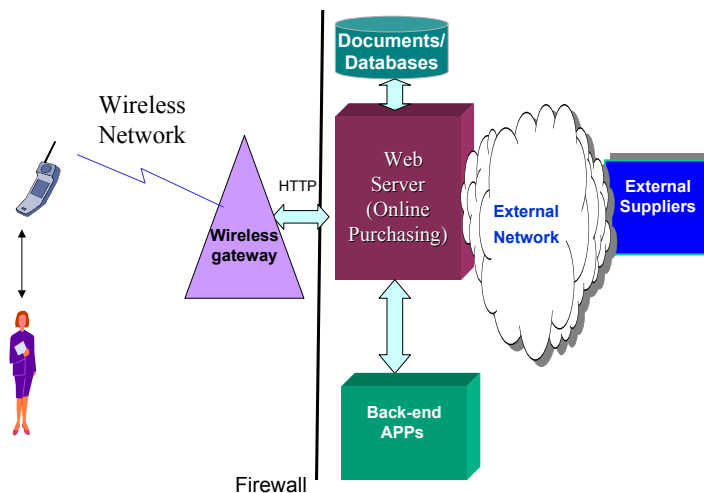 Documents/
Databases
Wireless
Network
Web
Server
(Online
Purchasing)
HTTP
Wireless
gateway
External
Network
External
Suppliers
Back-end
APPs
Firewall